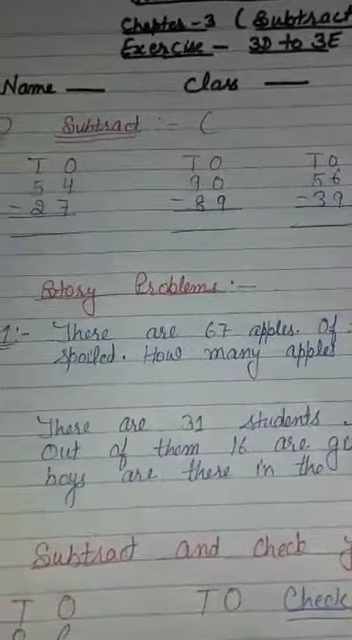 Chapter-3 ( Subtract
Exercise - 3D to 3E
Name — Class —
) Subtract :- (
T O T O T O
5 4 9 0 5 6
- 2 7 - 8 9 - 3 9
Story Problems :-
1:- There are 67 apples. Of
spoiled. How many apples
There are 31 students
Out of them 16 are gi
boys are there in the
Subtract and check
T O T O Check